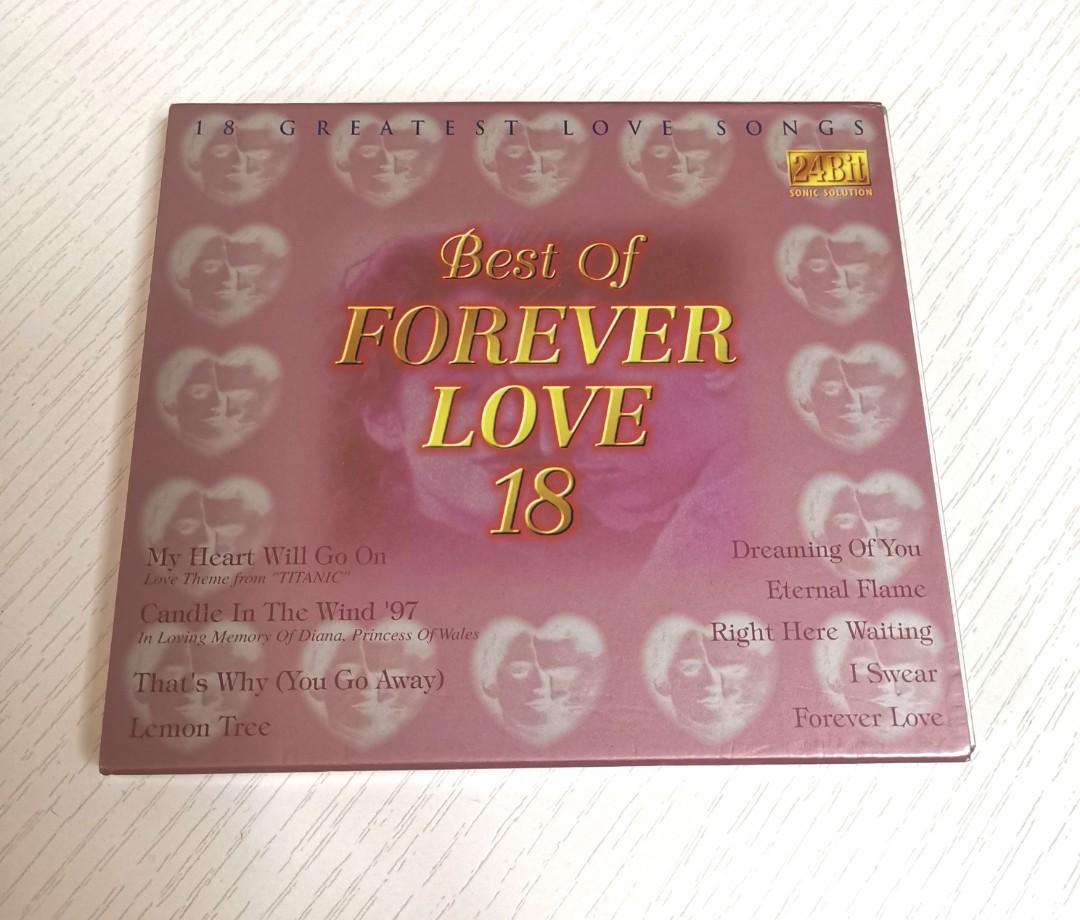 18 GREATEST LOVE SONGS
24Bit
SONIC SOLUTION
Best Of
FOREVER
LOVE
18
My Heart Will Go On
Love Theme from "TITANIC"
Candle In The Wind '97
In Loving Memory Of Diana, Princess Of Wales
That's Why (You Go Away)
Lemon Tree
Dreaming Of You
Eternal Flame
Right Here Waiting
I Swear
Forever Love